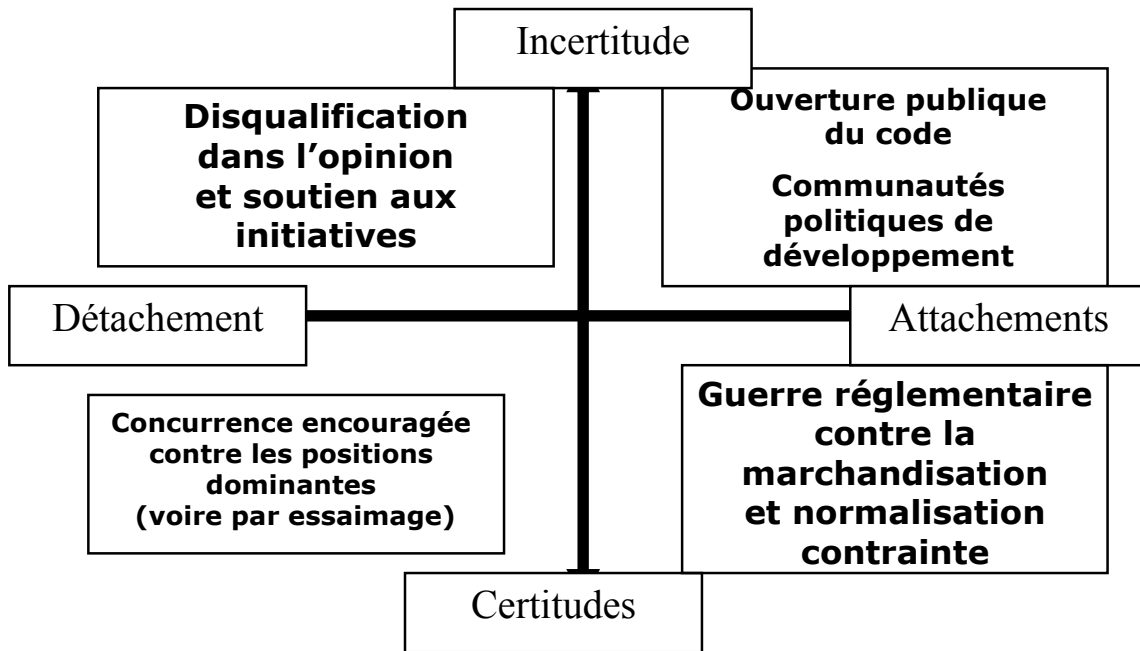 Incertitude
Disqualification
dans l’opinion
et soutien aux
initiatives
Ouverture publique
du code
Communautés
politiques de
développement
Détachement
Attachements
Concurrence encouragée
contre les positions
dominantes
(voire par essaimage)
Guerre réglementaire
contre la
marchandisation
et normalisation
contrainte
Certitudes